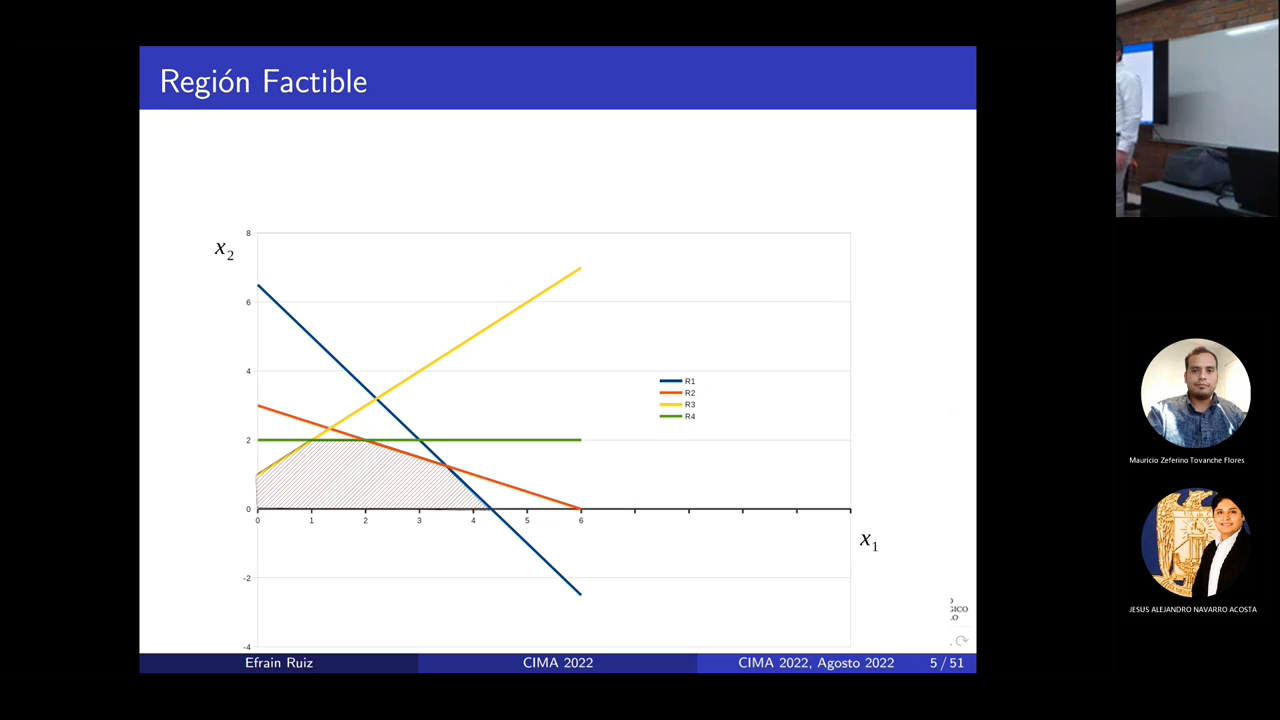 Región Factible
x2
8
6
4
2
0
-2
-4
0 1 2 3 4 5 6
x1
R1
R2
R3
R4
GICO
Efrain Ruiz CIMA 2022 CIMA 2022, Agosto 2022 5 / 51
Mauricio Zeferino Tovanche Flores
JESUS ALEJANDRO NAVARRO ACOSTA